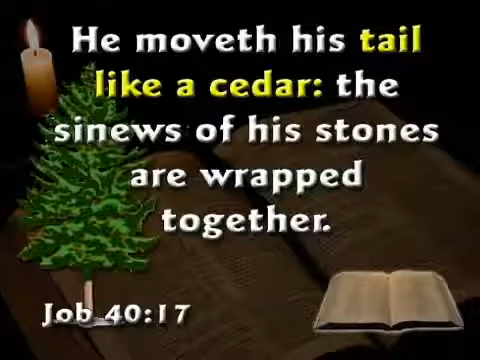 He moveth his tail
like a cedar: the
sinews of his stones
are wrapped
together.
Job 40:17